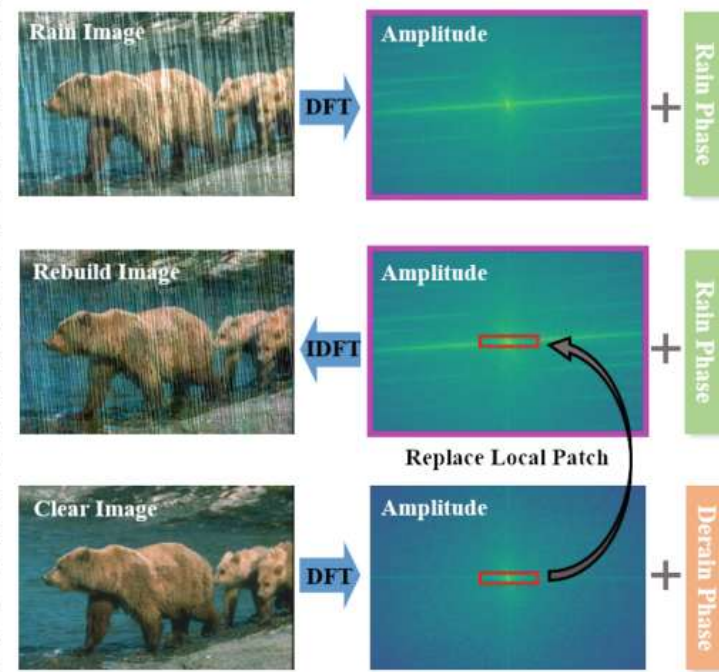 Rain Image
DFT
Amplitude
+
Rain Phase
Rebuild Image
IDFT
Amplitude
+
Rain Phase
Replace Local Patch
Clear Image
DFT
Amplitude
+
Derain Phase